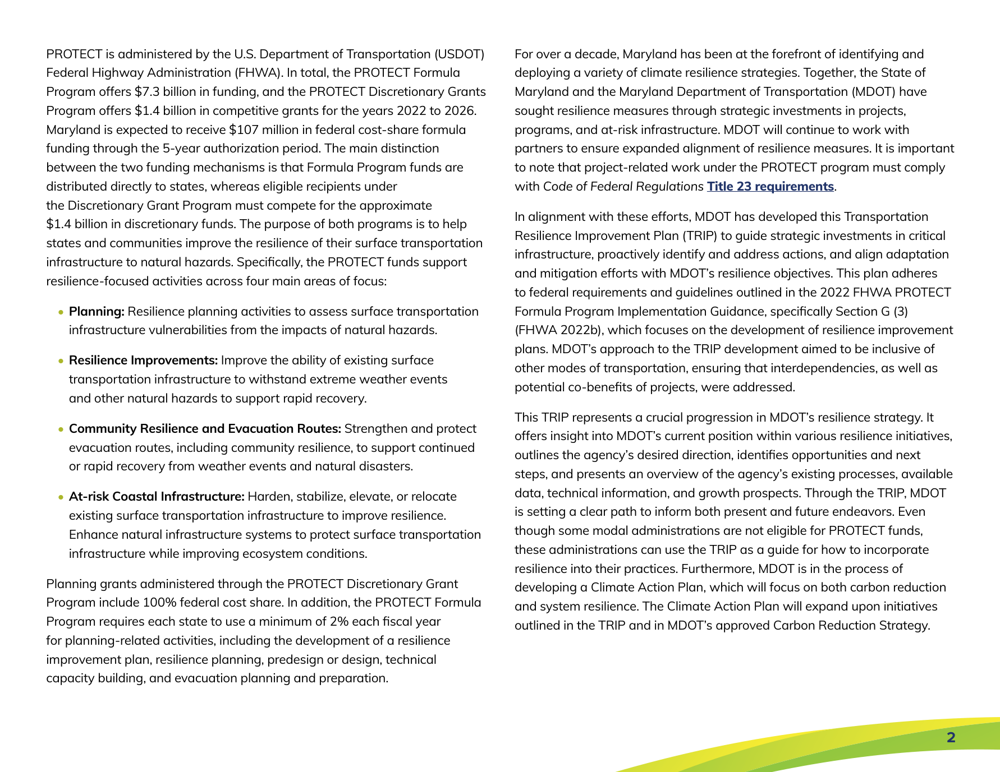 PROTECT is administered by the U.S. Department of Transportation (USDOT)
Federal Highway Administration (FHWA). In total, the PROTECT Formula
Program offers $7.3 billion in funding, and the PROTECT Discretionary Grants
Program offers $1.4 billion in competitive grants for the years 2022 to 2026.
Maryland is expected to receive $107 million in federal cost-share formula
funding through the 5-year authorization period. The main distinction
between the two funding mechanisms is that Formula Program funds are
distributed directly to states, whereas eligible recipients under
the Discretionary Grant Program must compete for the approximate
$1.4 billion in discretionary funds. The purpose of both programs is to help
states and communities improve the resilience of their surface transportation
infrastructure to natural hazards. Specifically, the PROTECT funds support
resilience-focused activities across four main areas of focus:
• Planning: Resilience planning activities to assess surface transportation
infrastructure vulnerabilities from the impacts of natural hazards.
• Resilience Improvements: Improve the ability of existing surface
transportation infrastructure to withstand extreme weather events
and other natural hazards to support rapid recovery.
• Community Resilience and Evacuation Routes: Strengthen and protect
evacuation routes, including community resilience, to support continued
or rapid recovery from weather events and natural disasters.
• At-risk Coastal Infrastructure: Harden, stabilize, elevate, or relocate
existing surface transportation infrastructure to improve resilience.
Enhance natural infrastructure systems to protect surface transportation
infrastructure while improving ecosystem conditions.
Planning grants administered through the PROTECT Discretionary Grant
Program include 100% federal cost share. In addition, the PROTECT Formula
Program requires each state to use a minimum of 2% each fiscal year
for planning-related activities, including the development of a resilience
improvement plan, resilience planning, predesign or design, technical
capacity building, and evacuation planning and preparation.
For over a decade, Maryland has been at the forefront of identifying and
deploying a variety of climate resilience strategies. Together, the State of
Maryland and the Maryland Department of Transportation (MDOT) have
sought resilience measures through strategic investments in projects,
programs, and at-risk infrastructure. MDOT will continue to work with
partners to ensure expanded alignment of resilience measures. It is important
to note that project-related work under the PROTECT program must comply
with Code of Federal Regulations Title 23 requirements.
In alignment with these efforts, MDOT has developed this Transportation
Resilience Improvement Plan (TRIP) to guide strategic investments in critical
infrastructure, proactively identify and address actions, and align adaptation
and mitigation efforts with MDOT’s resilience objectives. This plan adheres
to federal requirements and guidelines outlined in the 2022 FHWA PROTECT
Formula Program Implementation Guidance, specifically Section G (3)
(FHWA 2022b), which focuses on the development of resilience improvement
plans. MDOT’s approach to the TRIP development aimed to be inclusive of
other modes of transportation, ensuring that interdependencies, as well as
potential co-benefits of projects, were addressed.
This TRIP represents a crucial progression in MDOT’s resilience strategy. It
offers insight into MDOT’s current position within various resilience initiatives,
outlines the agency’s desired direction, identifies opportunities and next
steps, and presents an overview of the agency’s existing processes, available
data, technical information, and growth prospects. Through the TRIP, MDOT
is setting a clear path to inform both present and future endeavors. Even
though some modal administrations are not eligible for PROTECT funds,
these administrations can use the TRIP as a guide for how to incorporate
resilience into their practices. Furthermore, MDOT is in the process of
developing a Climate Action Plan, which will focus on both carbon reduction
and system resilience. The Climate Action Plan will expand upon initiatives
outlined in the TRIP and in MDOT’s approved Carbon Reduction Strategy.
2